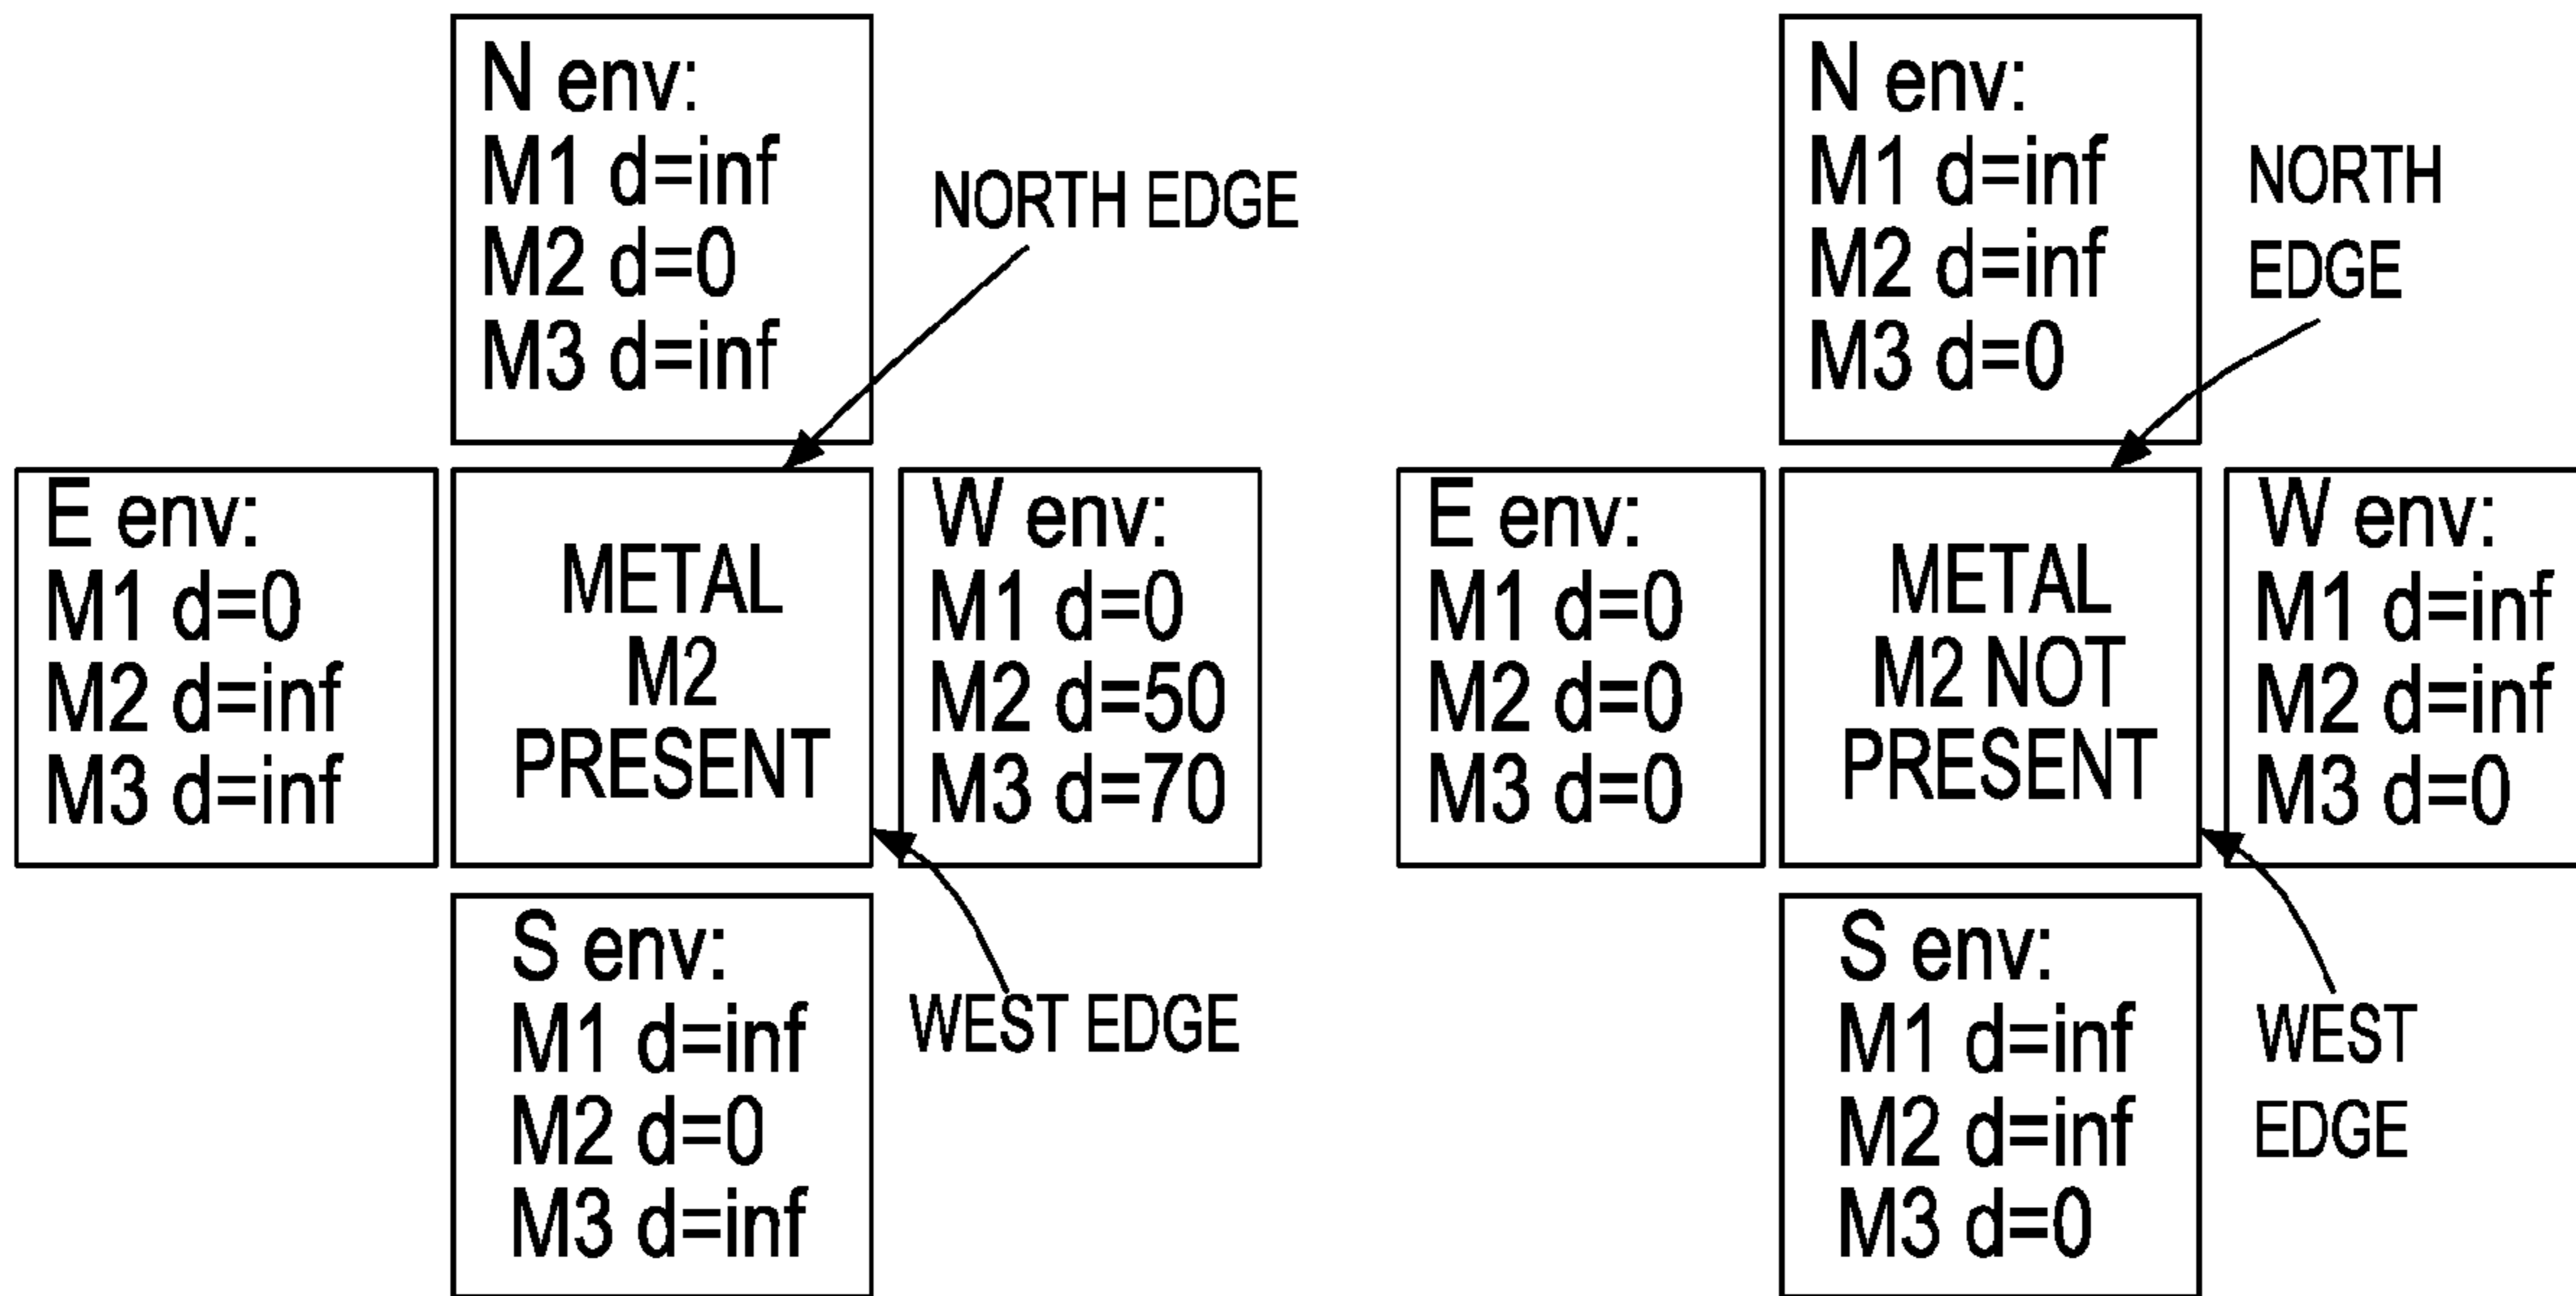 N env:
M1 d=inf
M2 d=0
M3 d=inf
NORTH EDGE
E env:
M1 d=0
M2 d=inf
M3 d=inf
METAL
M2
PRESENT
W env:
M1 d=0
M2 d=50
M3 d=70
S env:
M1 d=inf
M2 d=0
M3 d=inf
WEST EDGE
N env:
M1 d=inf
M2 d=inf
M3 d=0
NORTH
EDGE
E env:
M1 d=0
M2 d=0
M3 d=0
METAL
M2 NOT
PRESENT
W env:
M1 d=inf
M2 d=inf
M3 d=0
S env:
M1 d=inf
M2 d=inf
M3 d=0
WEST
EDGE